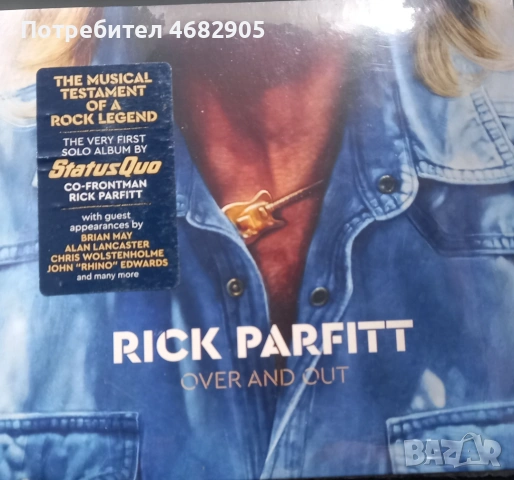 Потребител 4682905
THE MUSICAL
TESTAMENT
OF A
ROCK LEGEND
THE VERY FIRST
SOLO ALBUM BY
StatusQuo
CO-FRONTMAN
RICK PARFITT
with guest
appearances by
BRIAN MAY
ALAN LANCASTER
CHRIS WOLSTENHOLME
JOHN "RHINO" EDWARDS
and many more
RICK PARFITT
OVER AND OUT
BAZAR